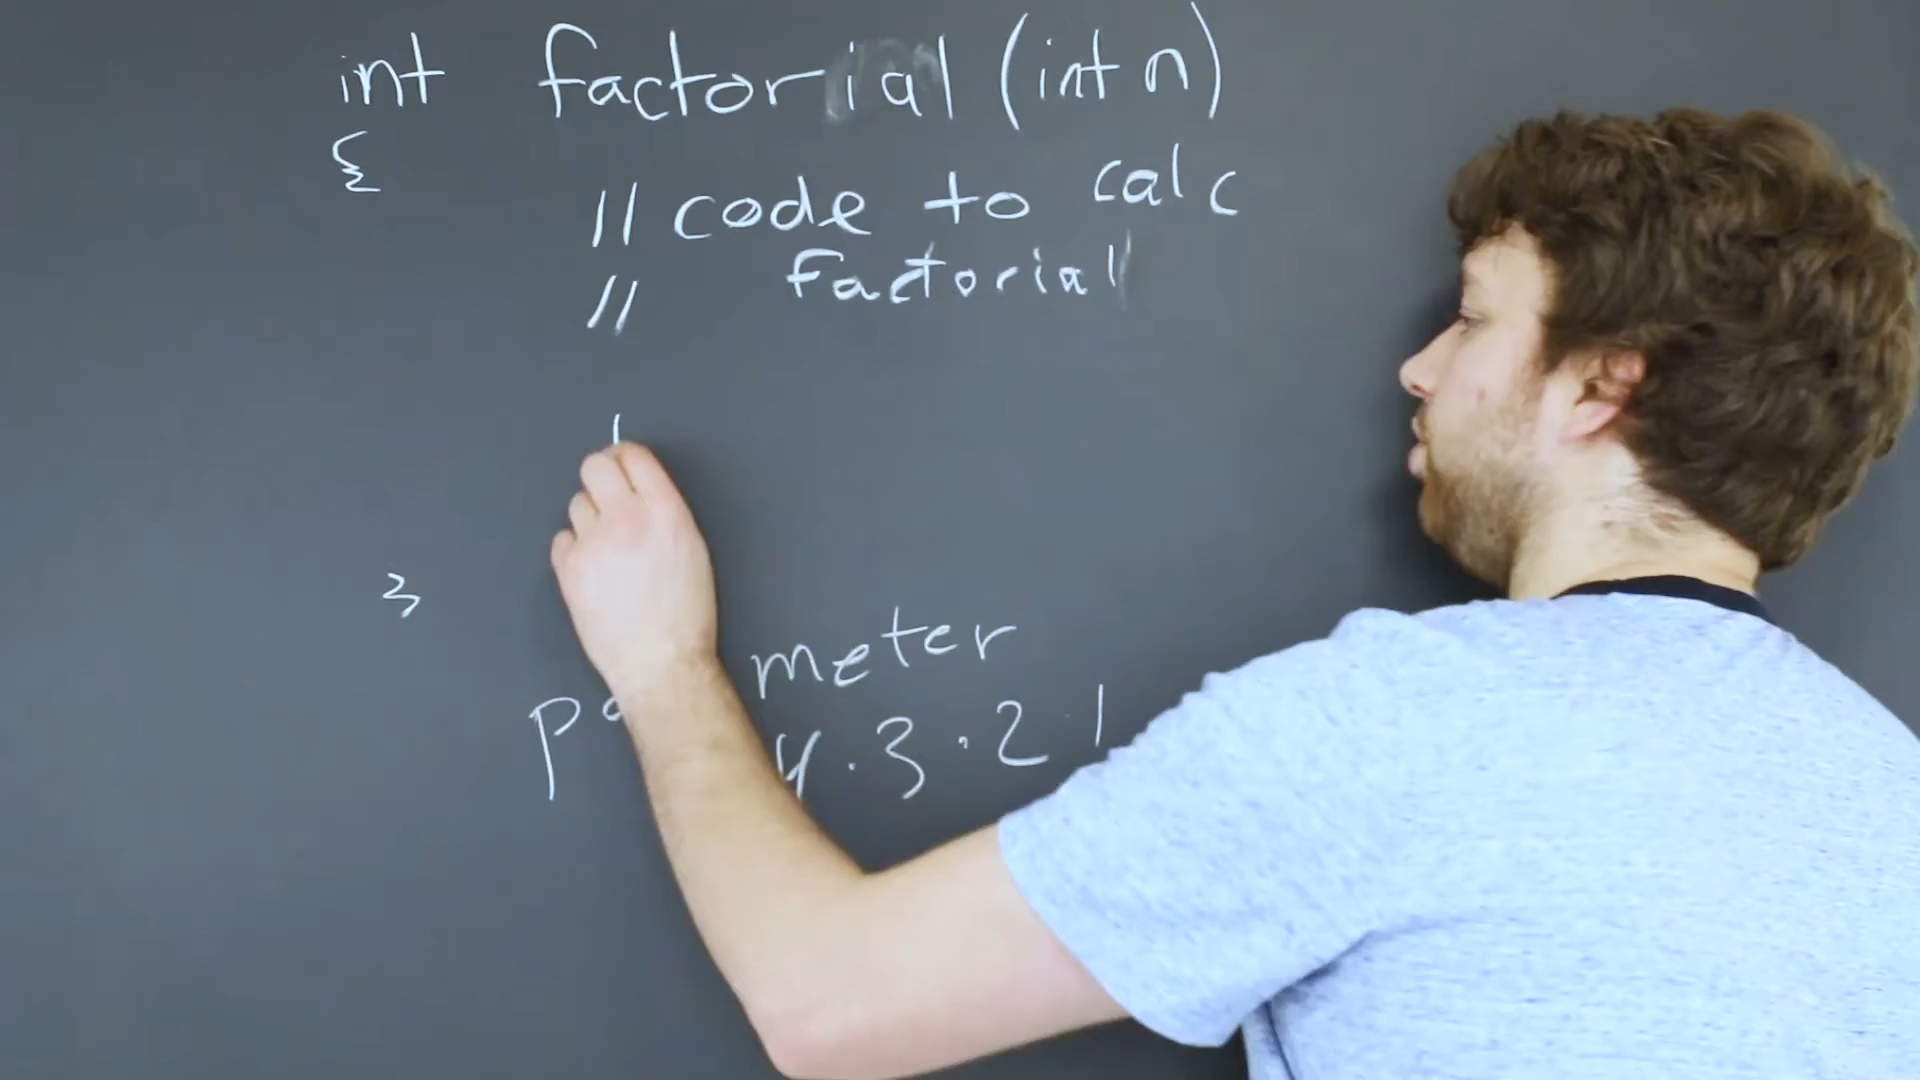 int factorial (int n)
{
// code to calc
// factorial
}
meter
4.3.2.1